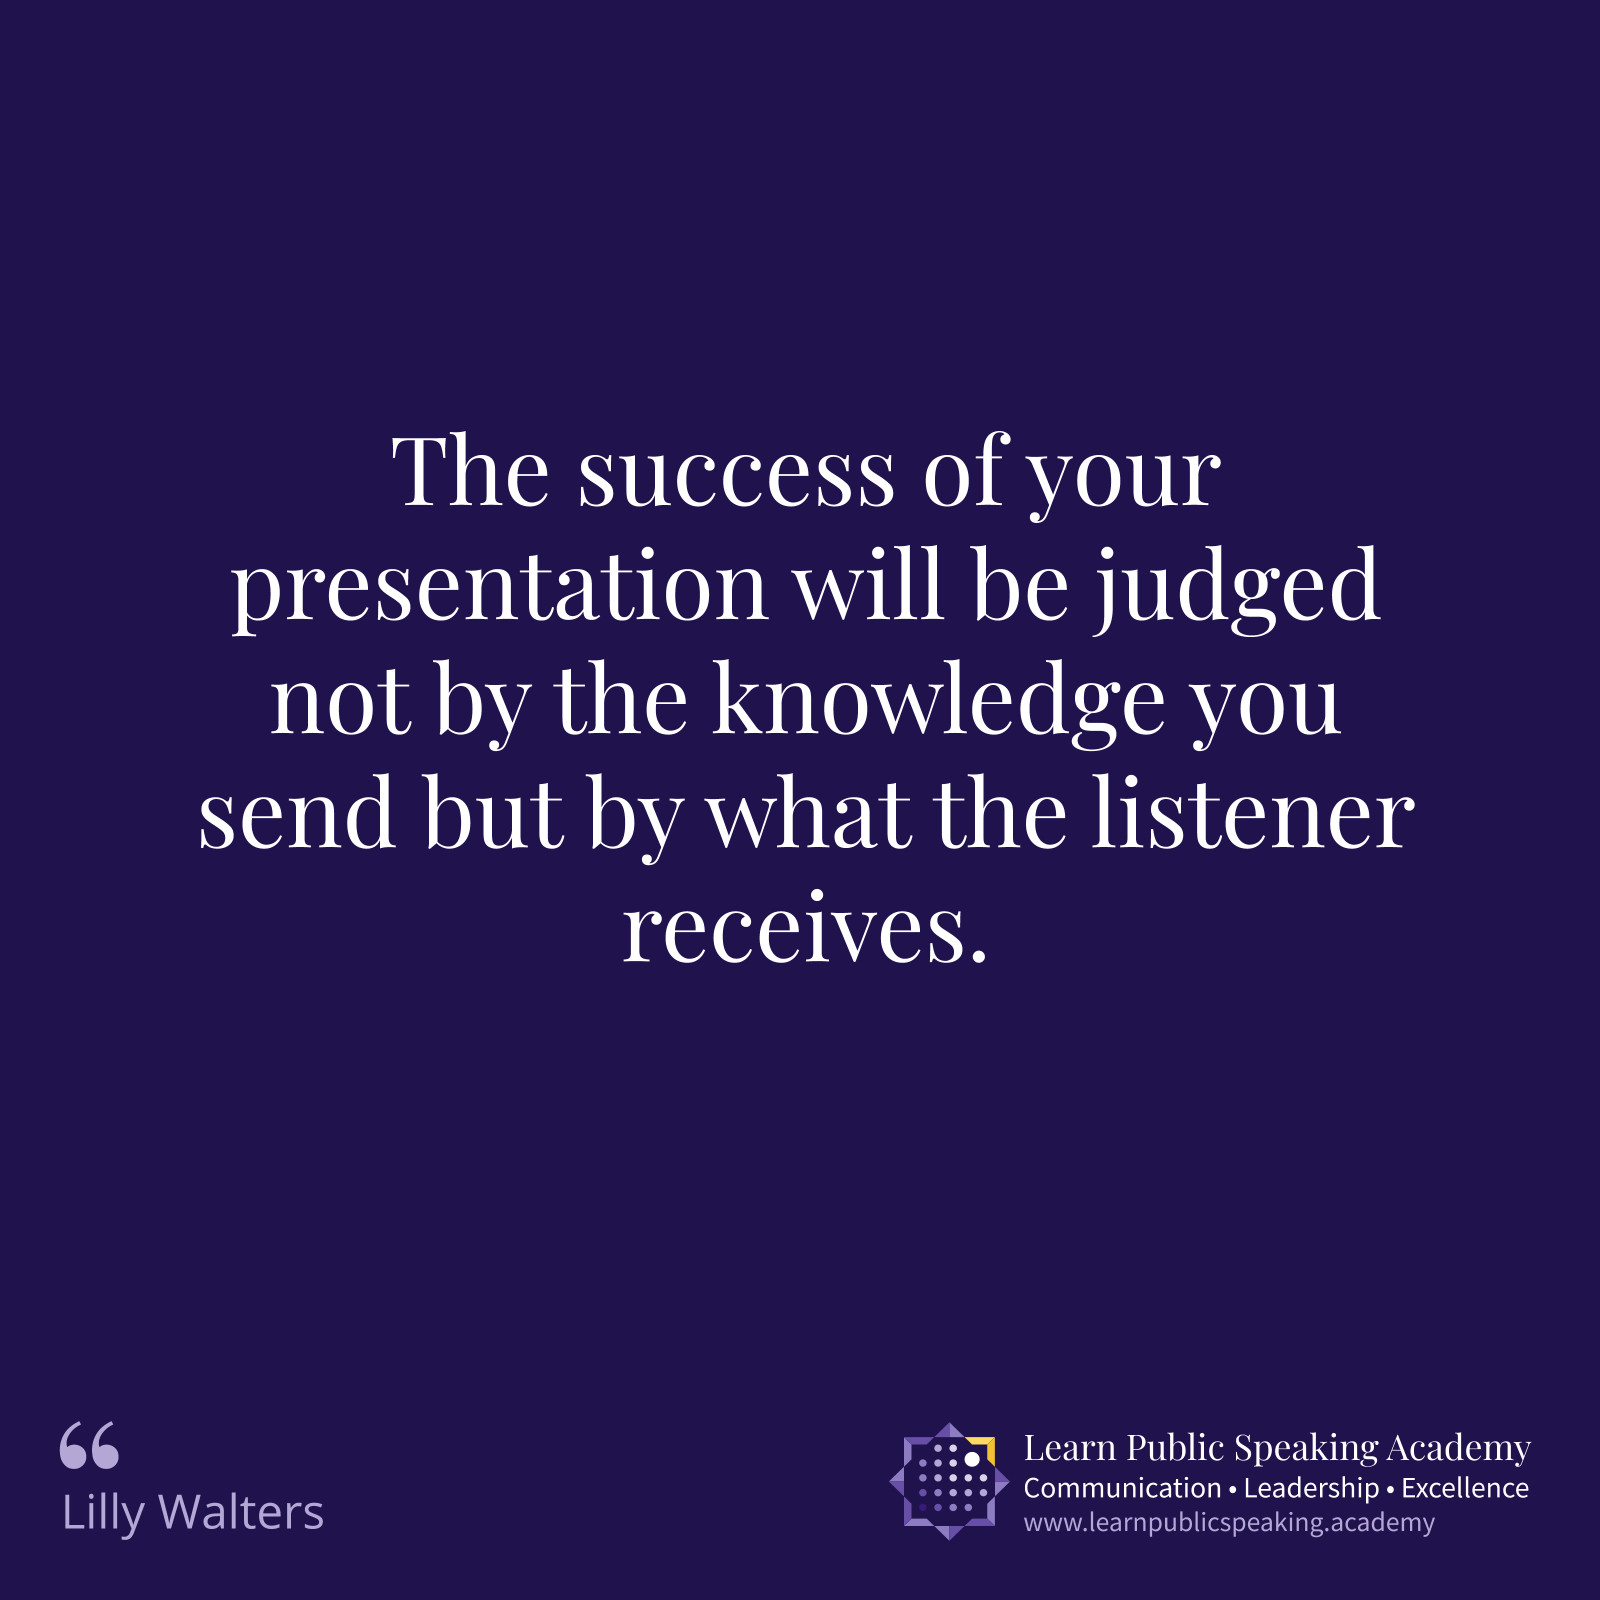 The success of your
presentation will be judged
not by the knowledge you
send but by what the listener
receives.
“
Lilly Walters
Learn Public Speaking Academy
Communication • Leadership • Excellence
www.learnpublicspeaking.academy